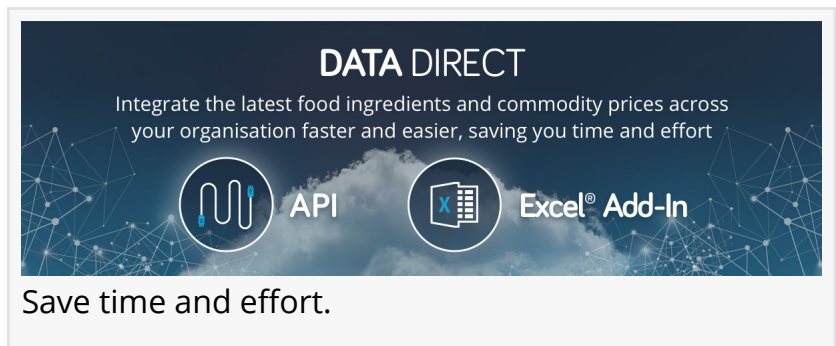 DATA DIRECT
Integrate the latest food ingredients and commodity prices across
your organisation faster and easier, saving you time and effort
API
X
Excel® Add-In
Save time and effort.